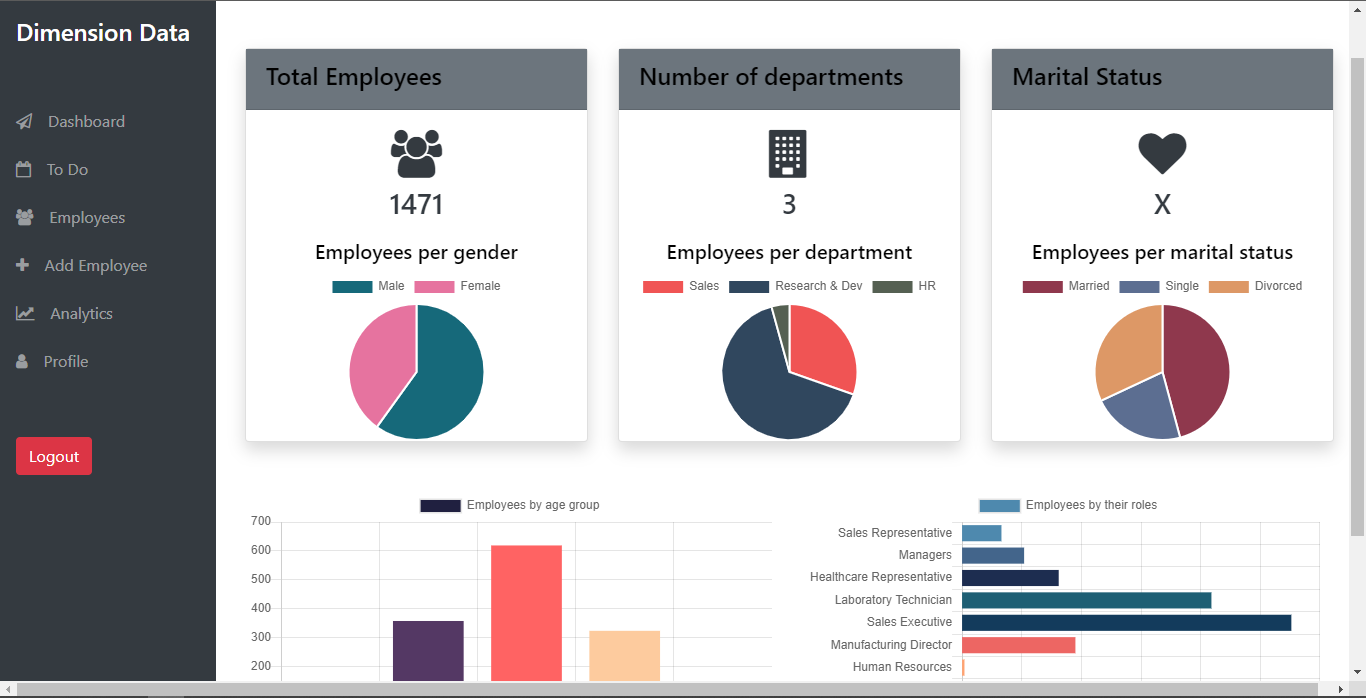 Dimension Data
Dashboard
To Do
Employees
Add Employee
Analytics
Profile
Logout
Total Employees
1471
Employees per gender
Male Female
Number of departments
3
Employees per department
Sales Research & Dev HR
Marital Status
X
Employees per marital status
Married Single Divorced
Employees by age group
700
600
500
400
300
200
Employees by their roles
Sales Representative
Managers
Healthcare Representative
Laboratory Technician
Sales Executive
Manufacturing Director
Human Resources